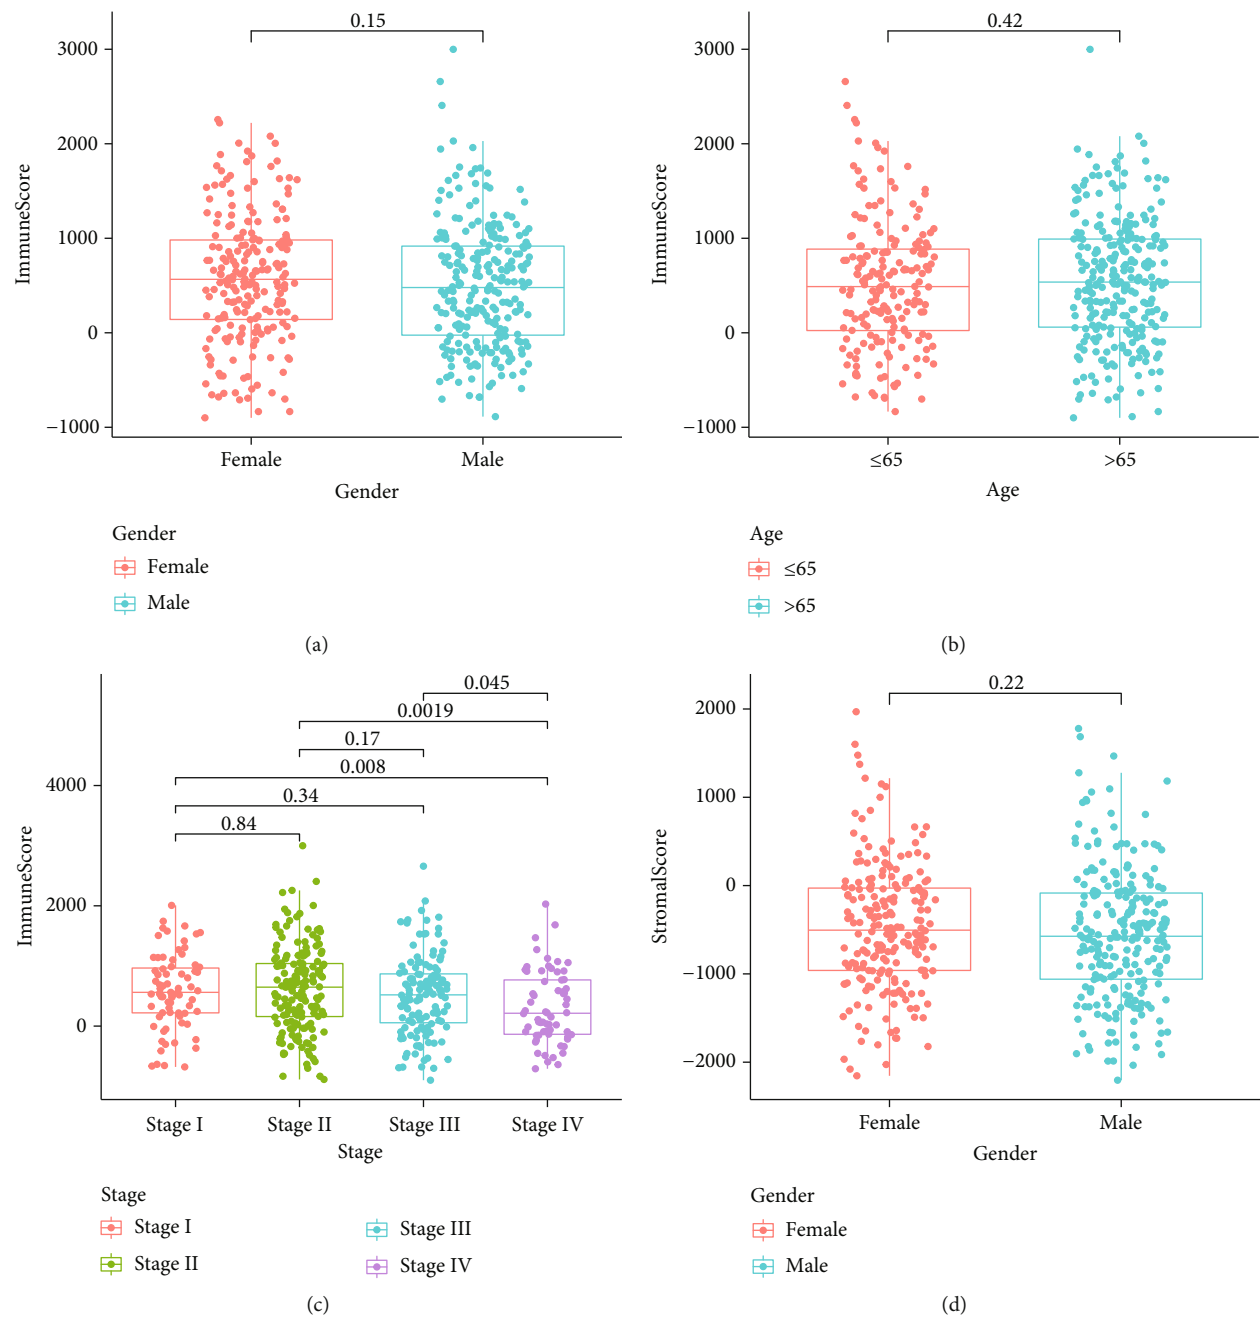 0.15
3000
2000
1000
0
−1000
ImmuneScore
Female
Male
Gender
Gender
Female
Male
(a)
0.42
3000
2000
1000
0
−1000
ImmuneScore
≤65
>65
Age
Age
≤65
>65
(b)
0.045
0.0019
0.17
0.008
0.34
0.84
4000
2000
0
ImmuneScore
Stage I
Stage II
Stage III
Stage IV
Stage
Stage
Stage I
Stage III
Stage II
Stage IV
(c)
0.22
2000
1000
0
−1000
−2000
StromalScore
Female
Male
Gender
Gender
Female
Male
(d)